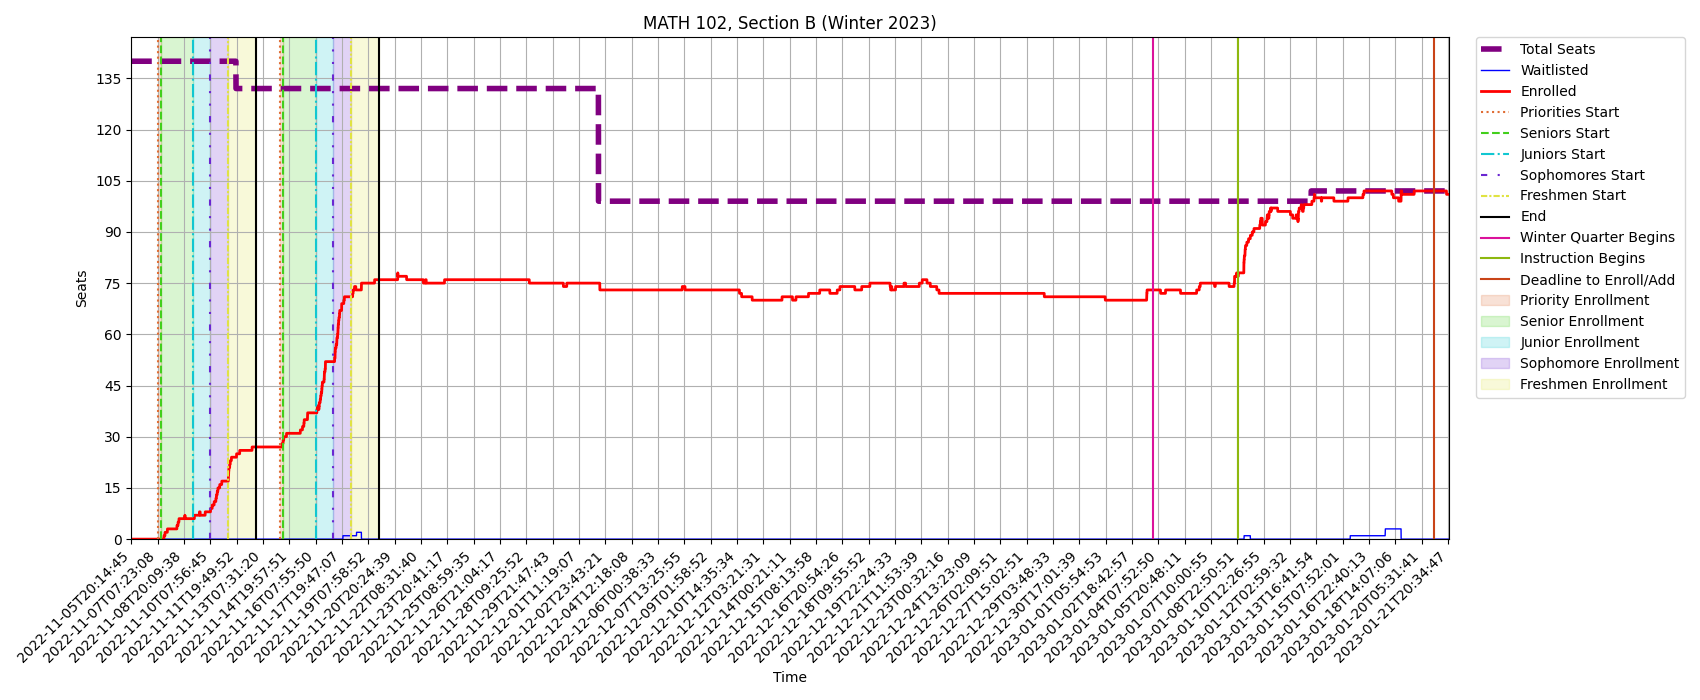 MATH 102, Section B (Winter 2023)
Seats
135
120
105
90
75
60
45
30
15
0
2022-11-05T20:14:45
2022-11-07T07:23:08
2022-11-08T20:09:38
2022-11-10T07:56:45
2022-11-11T19:49:52
2022-11-13T07:31:20
2022-11-14T19:57:51
2022-11-16T07:55:50
2022-11-17T19:47:07
2022-11-19T07:58:52
2022-11-20T20:24:39
2022-11-22T08:31:40
2022-11-23T20:41:17
2022-11-25T08:59:35
2022-11-26T21:04:17
2022-11-28T09:25:52
2022-11-29T21:47:43
2022-12-01T11:19:07
2022-12-02T23:43:21
2022-12-04T12:18:08
2022-12-06T00:38:33
2022-12-07T13:25:55
2022-12-09T01:58:52
2022-12-10T14:35:34
2022-12-12T03:21:31
2022-12-14T00:21:11
2022-12-15T08:13:58
2022-12-16T20:54:26
2022-12-18T09:55:52
2022-12-19T22:24:33
2022-12-21T11:53:39
2022-12-23T00:32:16
2022-12-24T13:23:09
2022-12-26T02:09:51
2022-12-27T15:02:51
2022-12-29T03:48:33
2022-12-30T17:01:39
2023-01-01T05:54:53
2023-01-02T18:42:57
2023-01-04T07:52:50
2023-01-05T20:48:11
2023-01-07T10:00:55
2023-01-08T22:50:51
2023-01-10T12:26:55
2023-01-12T02:59:32
2023-01-13T16:41:54
2023-01-15T07:52:01
2023-01-16T22:40:13
2023-01-18T14:07:06
2023-01-20T05:31:41
2023-01-21T20:34:47
Time
Total Seats
Waitlisted
Enrolled
Priorities Start
Seniors Start
Juniors Start
Sophomores Start
Freshmen Start
End
Winter Quarter Begins
Instruction Begins
Deadline to Enroll/Add
Priority Enrollment
Senior Enrollment
Junior Enrollment
Sophomore Enrollment
Freshmen Enrollment